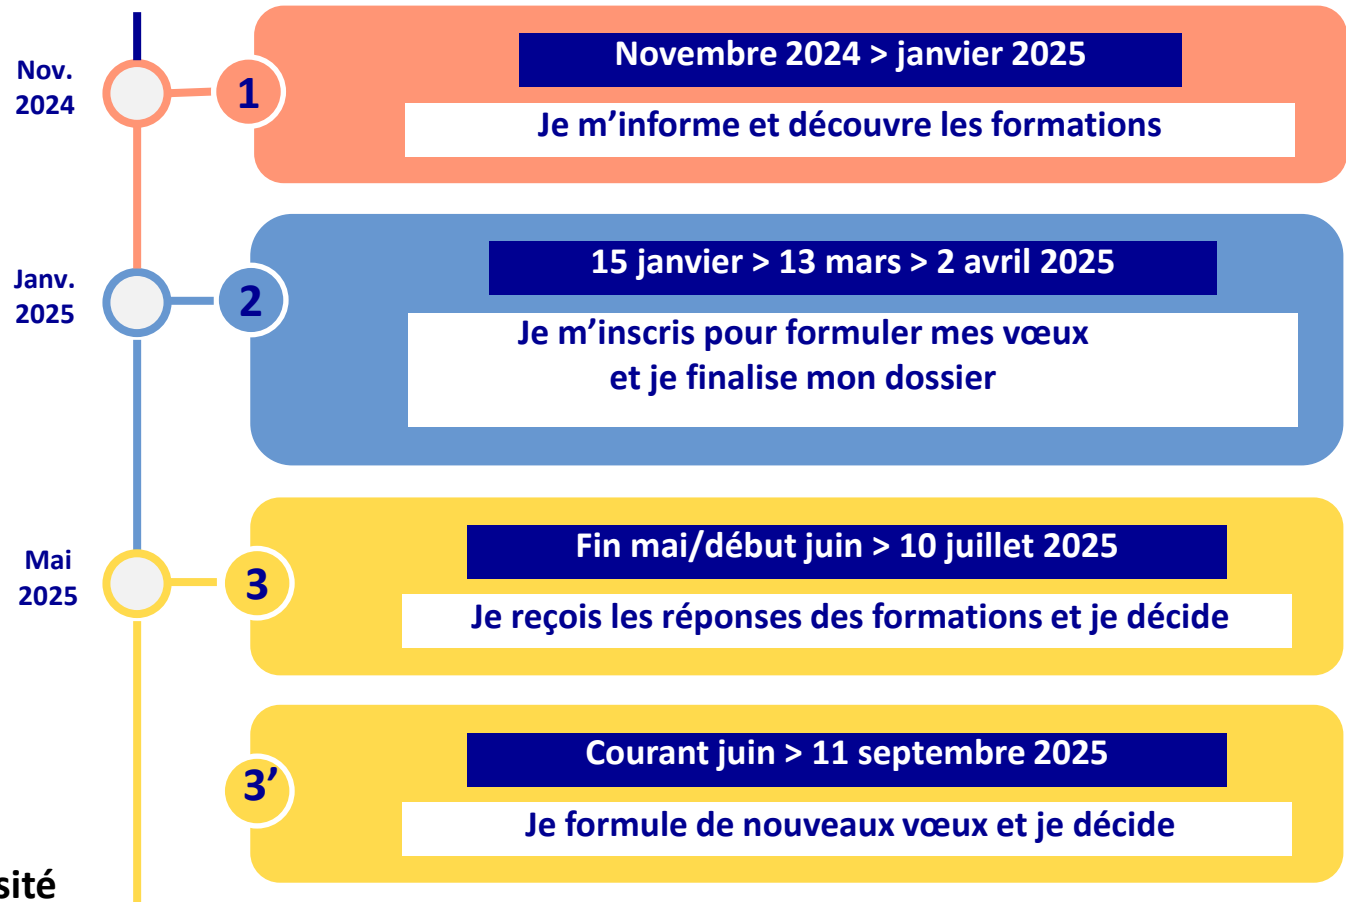 Nov.
2024
1
Novembre 2024 > janvier 2025
Je m’informe et découvre les formations
Janv.
2025
2
15 janvier > 13 mars > 2 avril 2025
Je m’inscris pour formuler mes vœux
et je finalise mon dossier
Mai
2025
3
Fin mai/début juin > 10 juillet 2025
Je reçois les réponses des formations et je décide
3’
Courant juin > 11 septembre 2025
Je formule de nouveaux vœux et je décide
sité